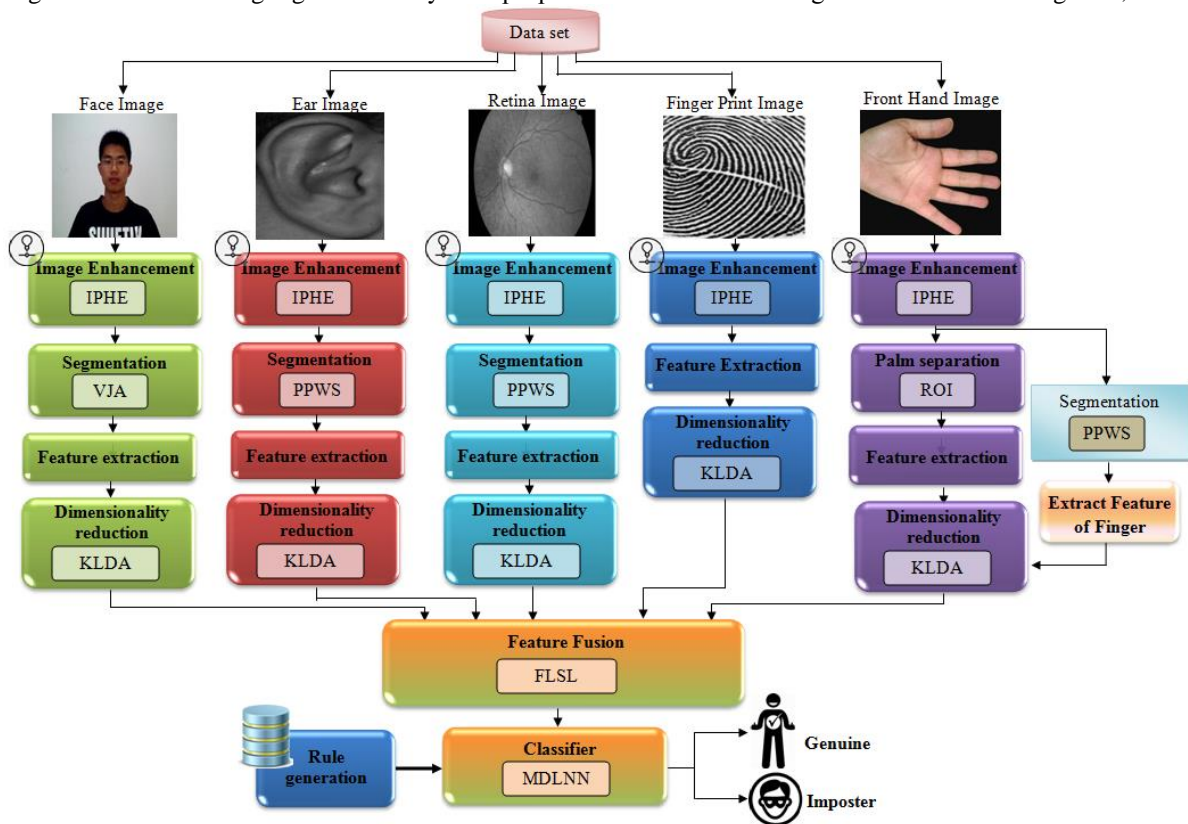 Data set
Face Image
Ear Image
Retina Image
Finger Print Image
Front Hand Image
Image Enhancement
IPHE
Image Enhancement
IPHE
Image Enhancement
IPHE
Image Enhancement
IPHE
Image Enhancement
IPHE
Segmentation
VJA
Segmentation
PPWS
Segmentation
PPWS
Feature Extraction
Palm separation
ROI
Segmentation
PPWS
Feature extraction
Feature extraction
Feature extraction
Dimensionality
reduction
KLDA
Feature extraction
Extract Feature
of Finger
Dimensionality
reduction
KLDA
Dimensionality
reduction
KLDA
Dimensionality
reduction
KLDA
Dimensionality
reduction
KLDA
Feature Fusion
FLSL
Rule
generation
Classifier
MDLNN
Genuine
Imposter